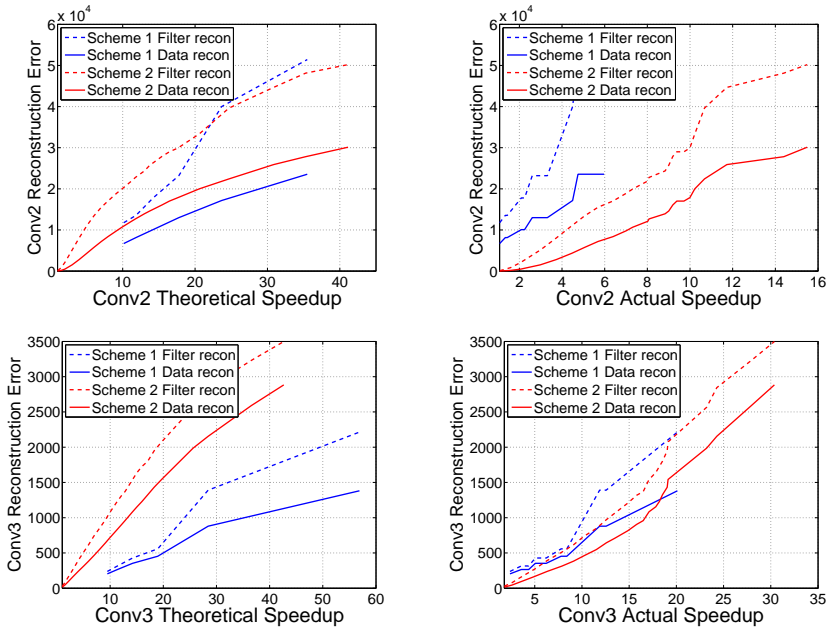 x 10^4
6
5
4
3
2
1
0
10
20
30
40
Conv2 Reconstruction Error
Conv2 Theoretical Speedup
Scheme 1 Filter recon
Scheme 1 Data recon
Scheme 2 Filter recon
Scheme 2 Data recon
x 10^4
6
5
4
3
2
1
0
2
4
6
8
10
12
14
16
Conv2 Reconstruction Error
Conv2 Actual Speedup
Scheme 1 Filter recon
Scheme 1 Data recon
Scheme 2 Filter recon
Scheme 2 Data recon
3500
3000
2500
2000
1500
1000
500
0
10
20
30
40
50
60
Conv3 Reconstruction Error
Conv3 Theoretical Speedup
Scheme 1 Filter recon
Scheme 1 Data recon
Scheme 2 Filter recon
Scheme 2 Data recon
3500
3000
2500
2000
1500
1000
500
0
5
10
15
20
25
30
35
Conv3 Reconstruction Error
Conv3 Actual Speedup
Scheme 1 Filter recon
Scheme 1 Data recon
Scheme 2 Filter recon
Scheme 2 Data recon